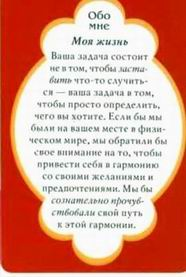 Обо
мне
Моя жизнь
Ваша задача состоит
не в том, чтобы заста-
вить что-то случить-
ся — ваша задача в том,
чтобы просто определить,
чего вы хотите. Если бы мы
были на вашем месте в физи-
ческом мире, мы обратили бы
свое внимание на то, чтобы
привести себя в гармонию
со своими желаниями и
предпочтениями. Мы бы
сознательно прочув-
ствовали свой путь
к этой гармонии.